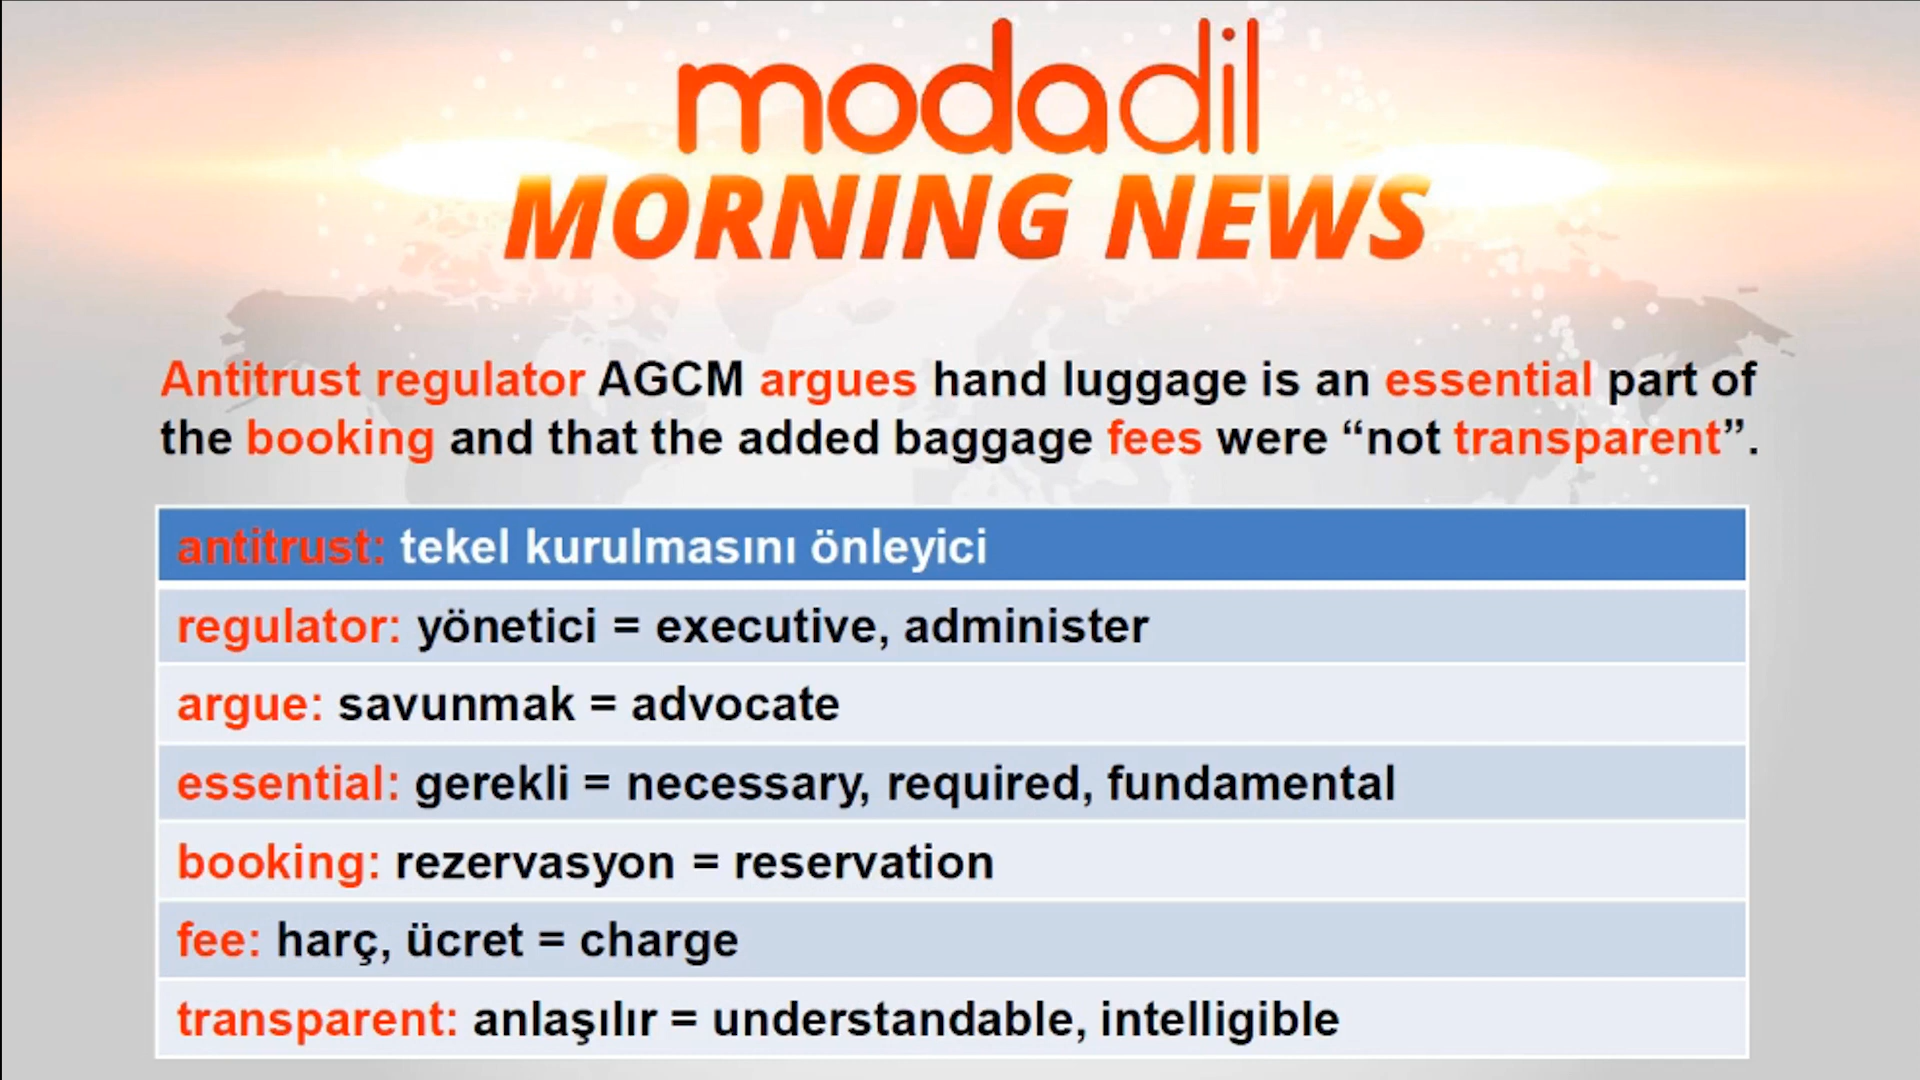 modadil
MORNING NEWS
Antitrust regulator AGCM argues hand luggage is an essential part of
the booking and that the added baggage fees were “not transparent”.
antitrust: tekel kurulmasını önleyici
regulator: yönetici = executive, administer
argue: savunmak = advocate
essential: gerekli = necessary, required, fundamental
booking: rezervasyon = reservation
fee: harç, ücret = charge
transparent: anlaşılır = understandable, intelligible